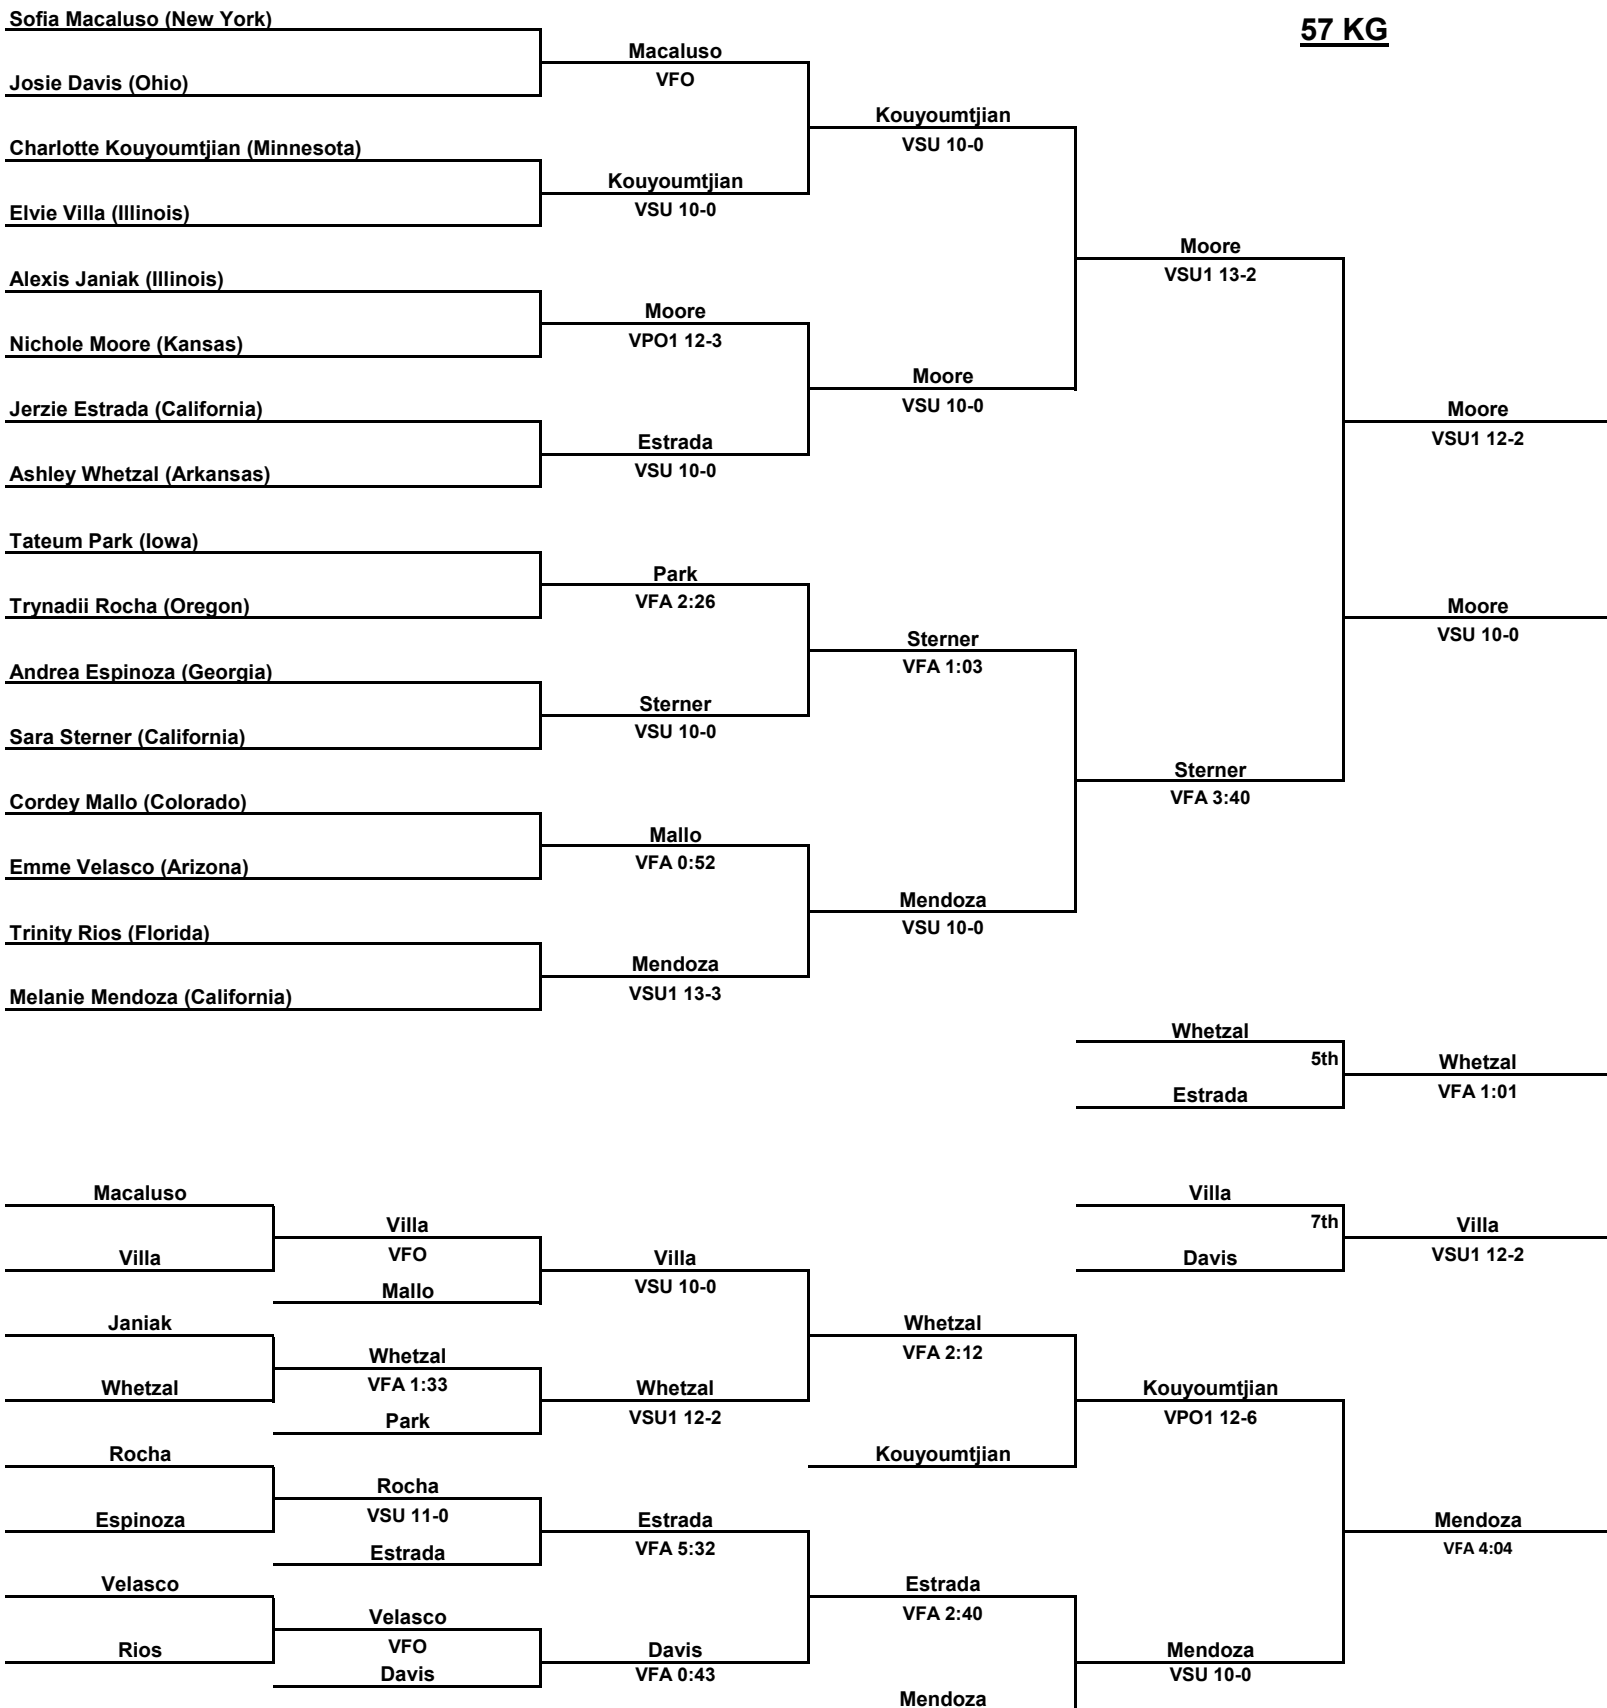 57 KG
Sofia Macaluso (New York)
Macaluso
Josie Davis (Ohio)
VFO
Kouyoumtjian
VSU 10-0
Charlotte Kouyoumtjian (Minnesota)
Kouyoumtjian
Elvie Villa (Illinois)
VSU 10-0
Moore
VSU1 13-2
Alexis Janiak (Illinois)
Moore
Nichole Moore (Kansas)
VPO1 12-3
Moore
VSU 10-0
Jerzie Estrada (California)
Moore
VSU1 12-2
Estrada
Ashley Whetzal (Arkansas)
VSU 10-0
Tateum Park (Iowa)
Park
Trynadii Rocha (Oregon)
VFA 2:26
Moore
VSU 10-0
Sterner
VFA 1:03
Andrea Espinoza (Georgia)
Sterner
Sara Sterner (California)
VSU 10-0
Sterner
VFA 3:40
Cordey Mallo (Colorado)
Mallo
Emme Velasco (Arizona)
VFA 0:52
Mendoza
VSU 10-0
Trinity Rios (Florida)
Mendoza
Melanie Mendoza (California)
VSU1 13-3
Whetzal
5th
Whetzal
Estrada
VFA 1:01
Macaluso
Villa
Villa
7th
Villa
Villa
VFO
Villa
Davis
VSU1 12-2
Mallo
VSU 10-0
Janiak
Whetzal
Whetzal
VFA 2:12
Whetzal
VFA 1:33
Whetzal
Kouyoumtjian
Park
VSU1 12-2
VPO1 12-6
Rocha
Kouyoumtjian
Rocha
Espinoza
VSU 11-0
Estrada
Mendoza
Estrada
VFA 5:32
VFA 4:04
Velasco
Estrada
VFA 2:40
Velasco
Rios
VFO
Davis
Mendoza
Davis
VFA 0:43
VSU 10-0
Mendoza